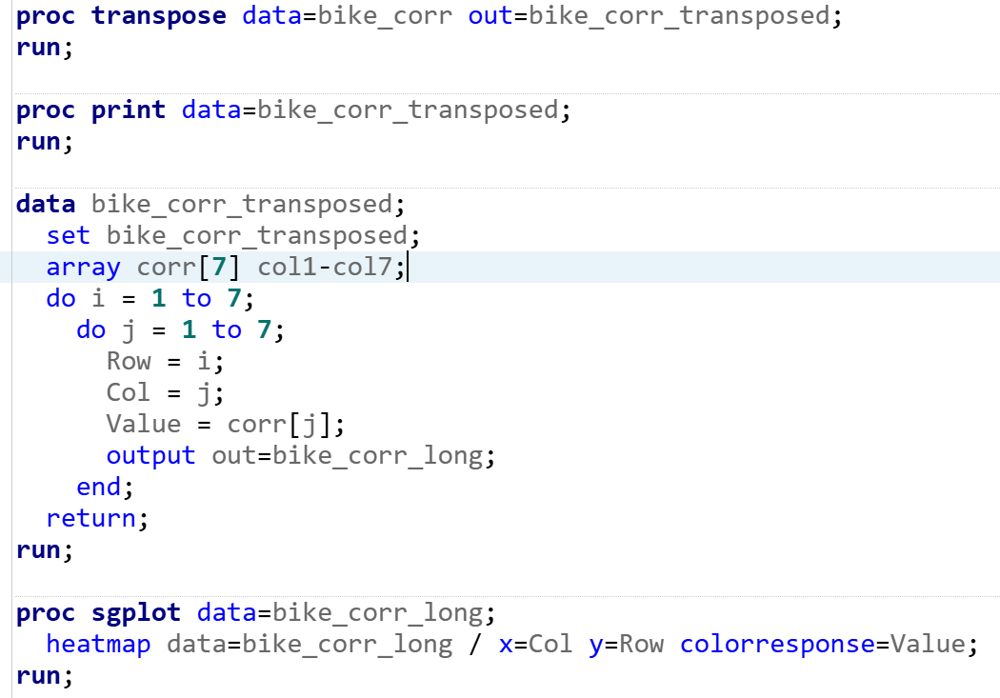 proc transpose data=bike_corr out=bike_corr_transposed;
run;
proc print data=bike_corr_transposed;
run;
data bike_corr_transposed;
set bike_corr_transposed;
array corr[7] col1-col7;
do i = 1 to 7;
do j = 1 to 7;
Row = i;
Col = j;
Value = corr[j];
output out=bike_corr_long;
end;
return;
run;
proc sgplot data=bike_corr_long;
heatmap data=bike_corr_long / x=Col y=Row colorresponse=Value;
run;